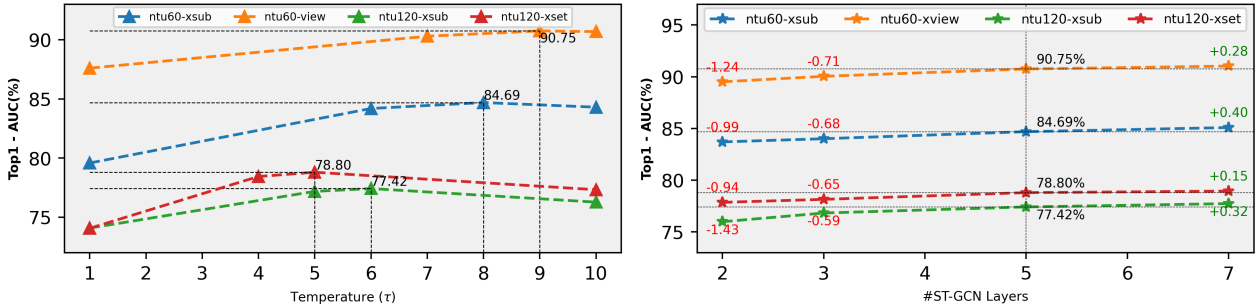 ntu60-xsub ntu60-view ntu120-xsub ntu120-xset
Top1 - AUC(%)
90
85
80
75
90.75
84.69
78.80
77.42
1 2 3 4 5 6 7 8 9 10
Temperature (τ)
ntu60-xsub ntu60-xview ntu120-xsub ntu120-xset
Top1 - AUC(%)
95
90
85
80
75
-1.24 -0.71 90.75% +0.28
-0.99 -0.68 84.69% +0.40
-0.94 -0.65 78.80% +0.15
-1.43 -0.59 77.42% +0.32
2 3 4 5 6 7
#ST-GCN Layers